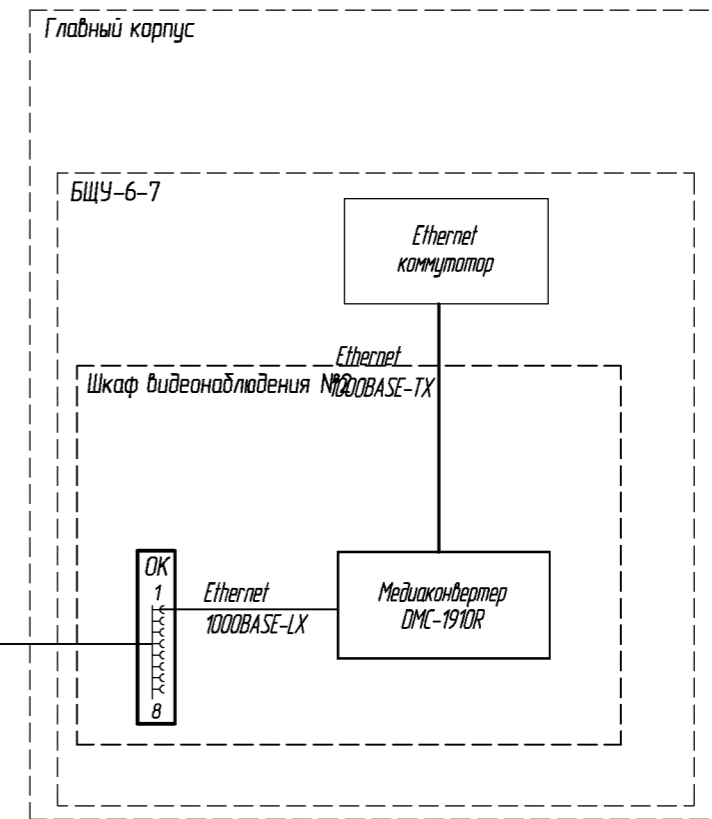 Главный корпус
БЩУ-6-7
Ethernet
коммутатор
Ethernet
1000BASE-TX
Шкаф видеонаблюдения №2
ОК
1
8
Ethernet
1000BASE-LX
Медиаконвертер
DMC-1910R